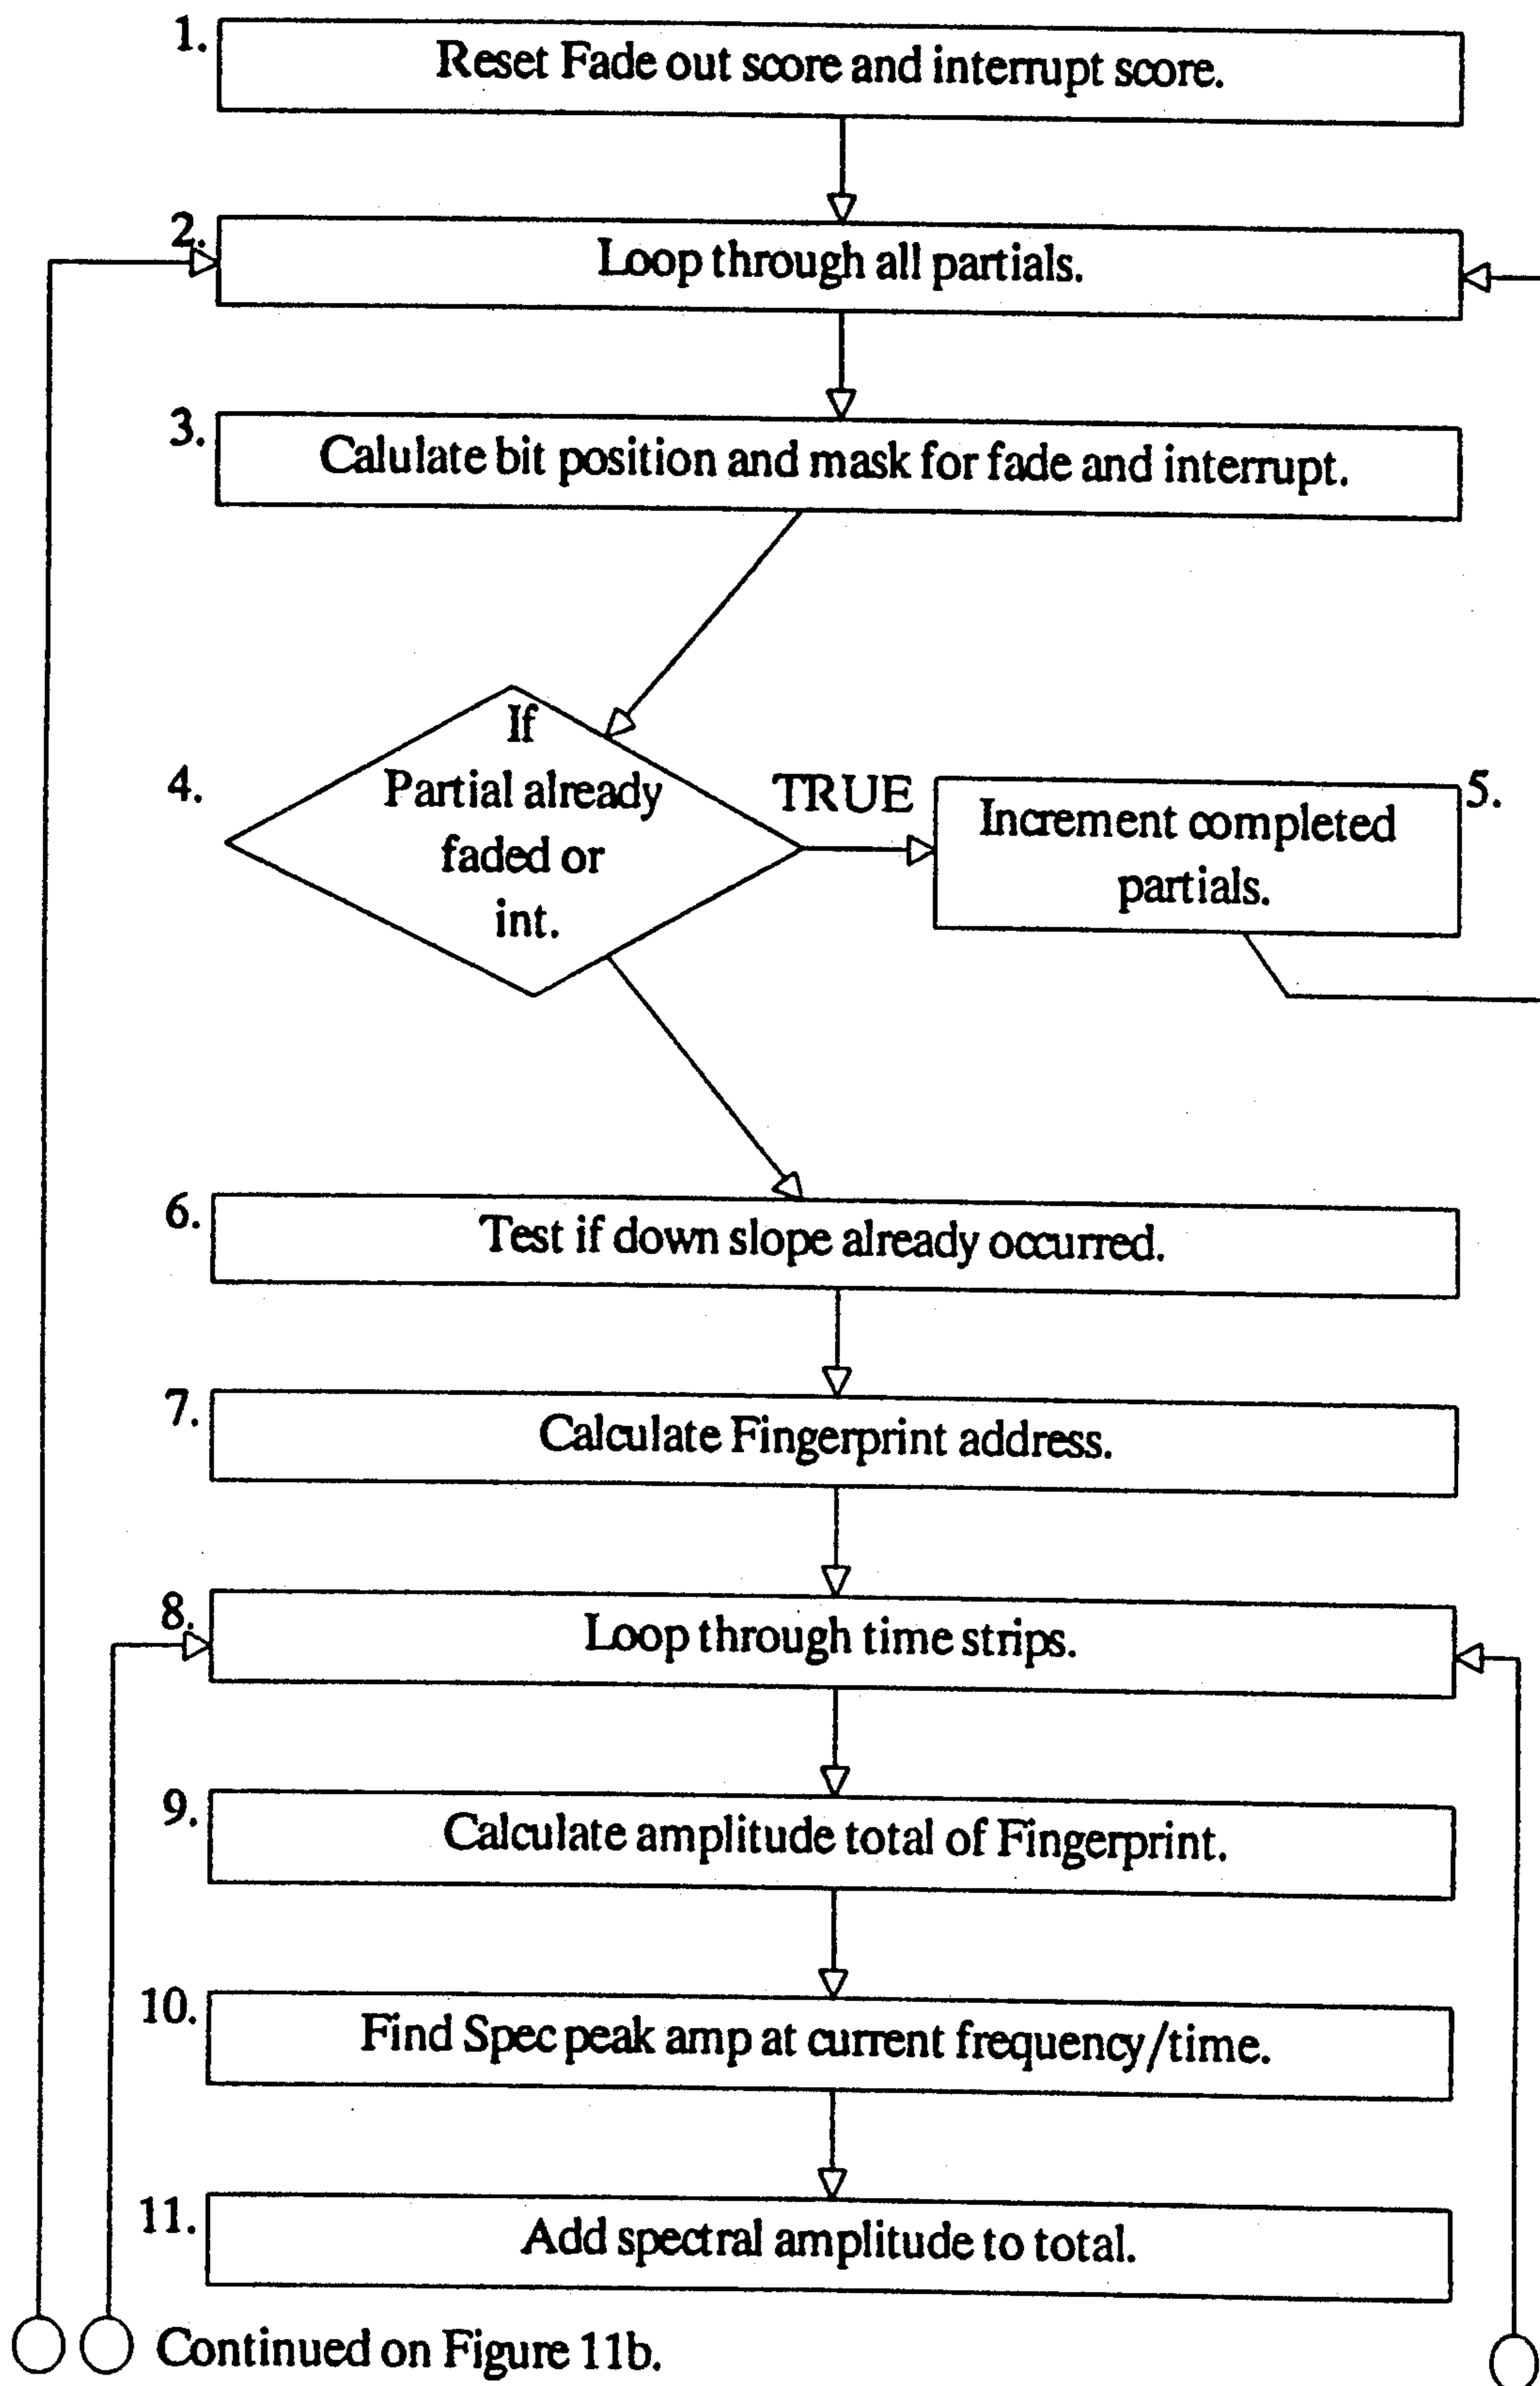 1.
Reset Fade out score and interrupt score.
2.
Loop through all partials.
3.
Calulate bit position and mask for fade and interrupt.
4.
If
Partial already
faded or
int.
TRUE
5.
Increment completed
partials.
6.
Test if down slope already occurred.
7.
Calculate Fingerprint address.
8.
Loop through time strips.
9.
Calculate amplitude total of Fingerprint.
10.
Find Spec peak amp at current frequency/time.
11.
Add spectral amplitude to total.
Continued on Figure 11b.